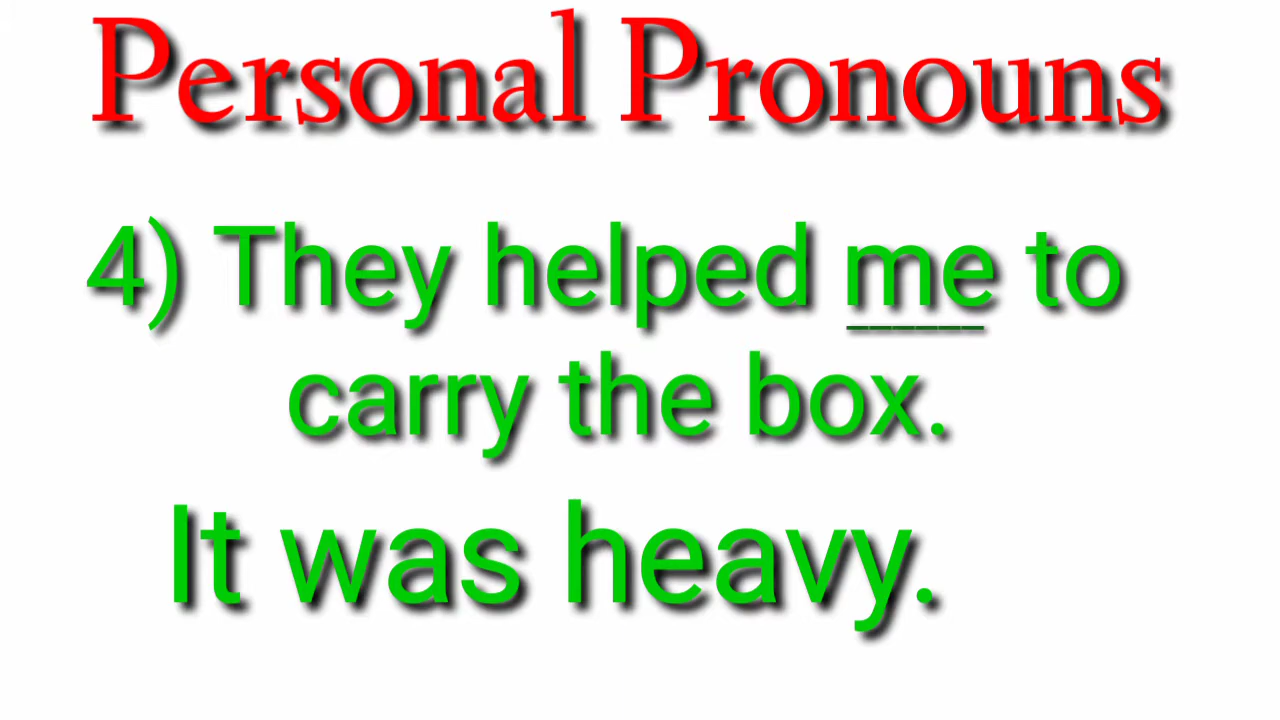 Personal Pronouns
4) They helped me to
carry the box.
It was heavy.